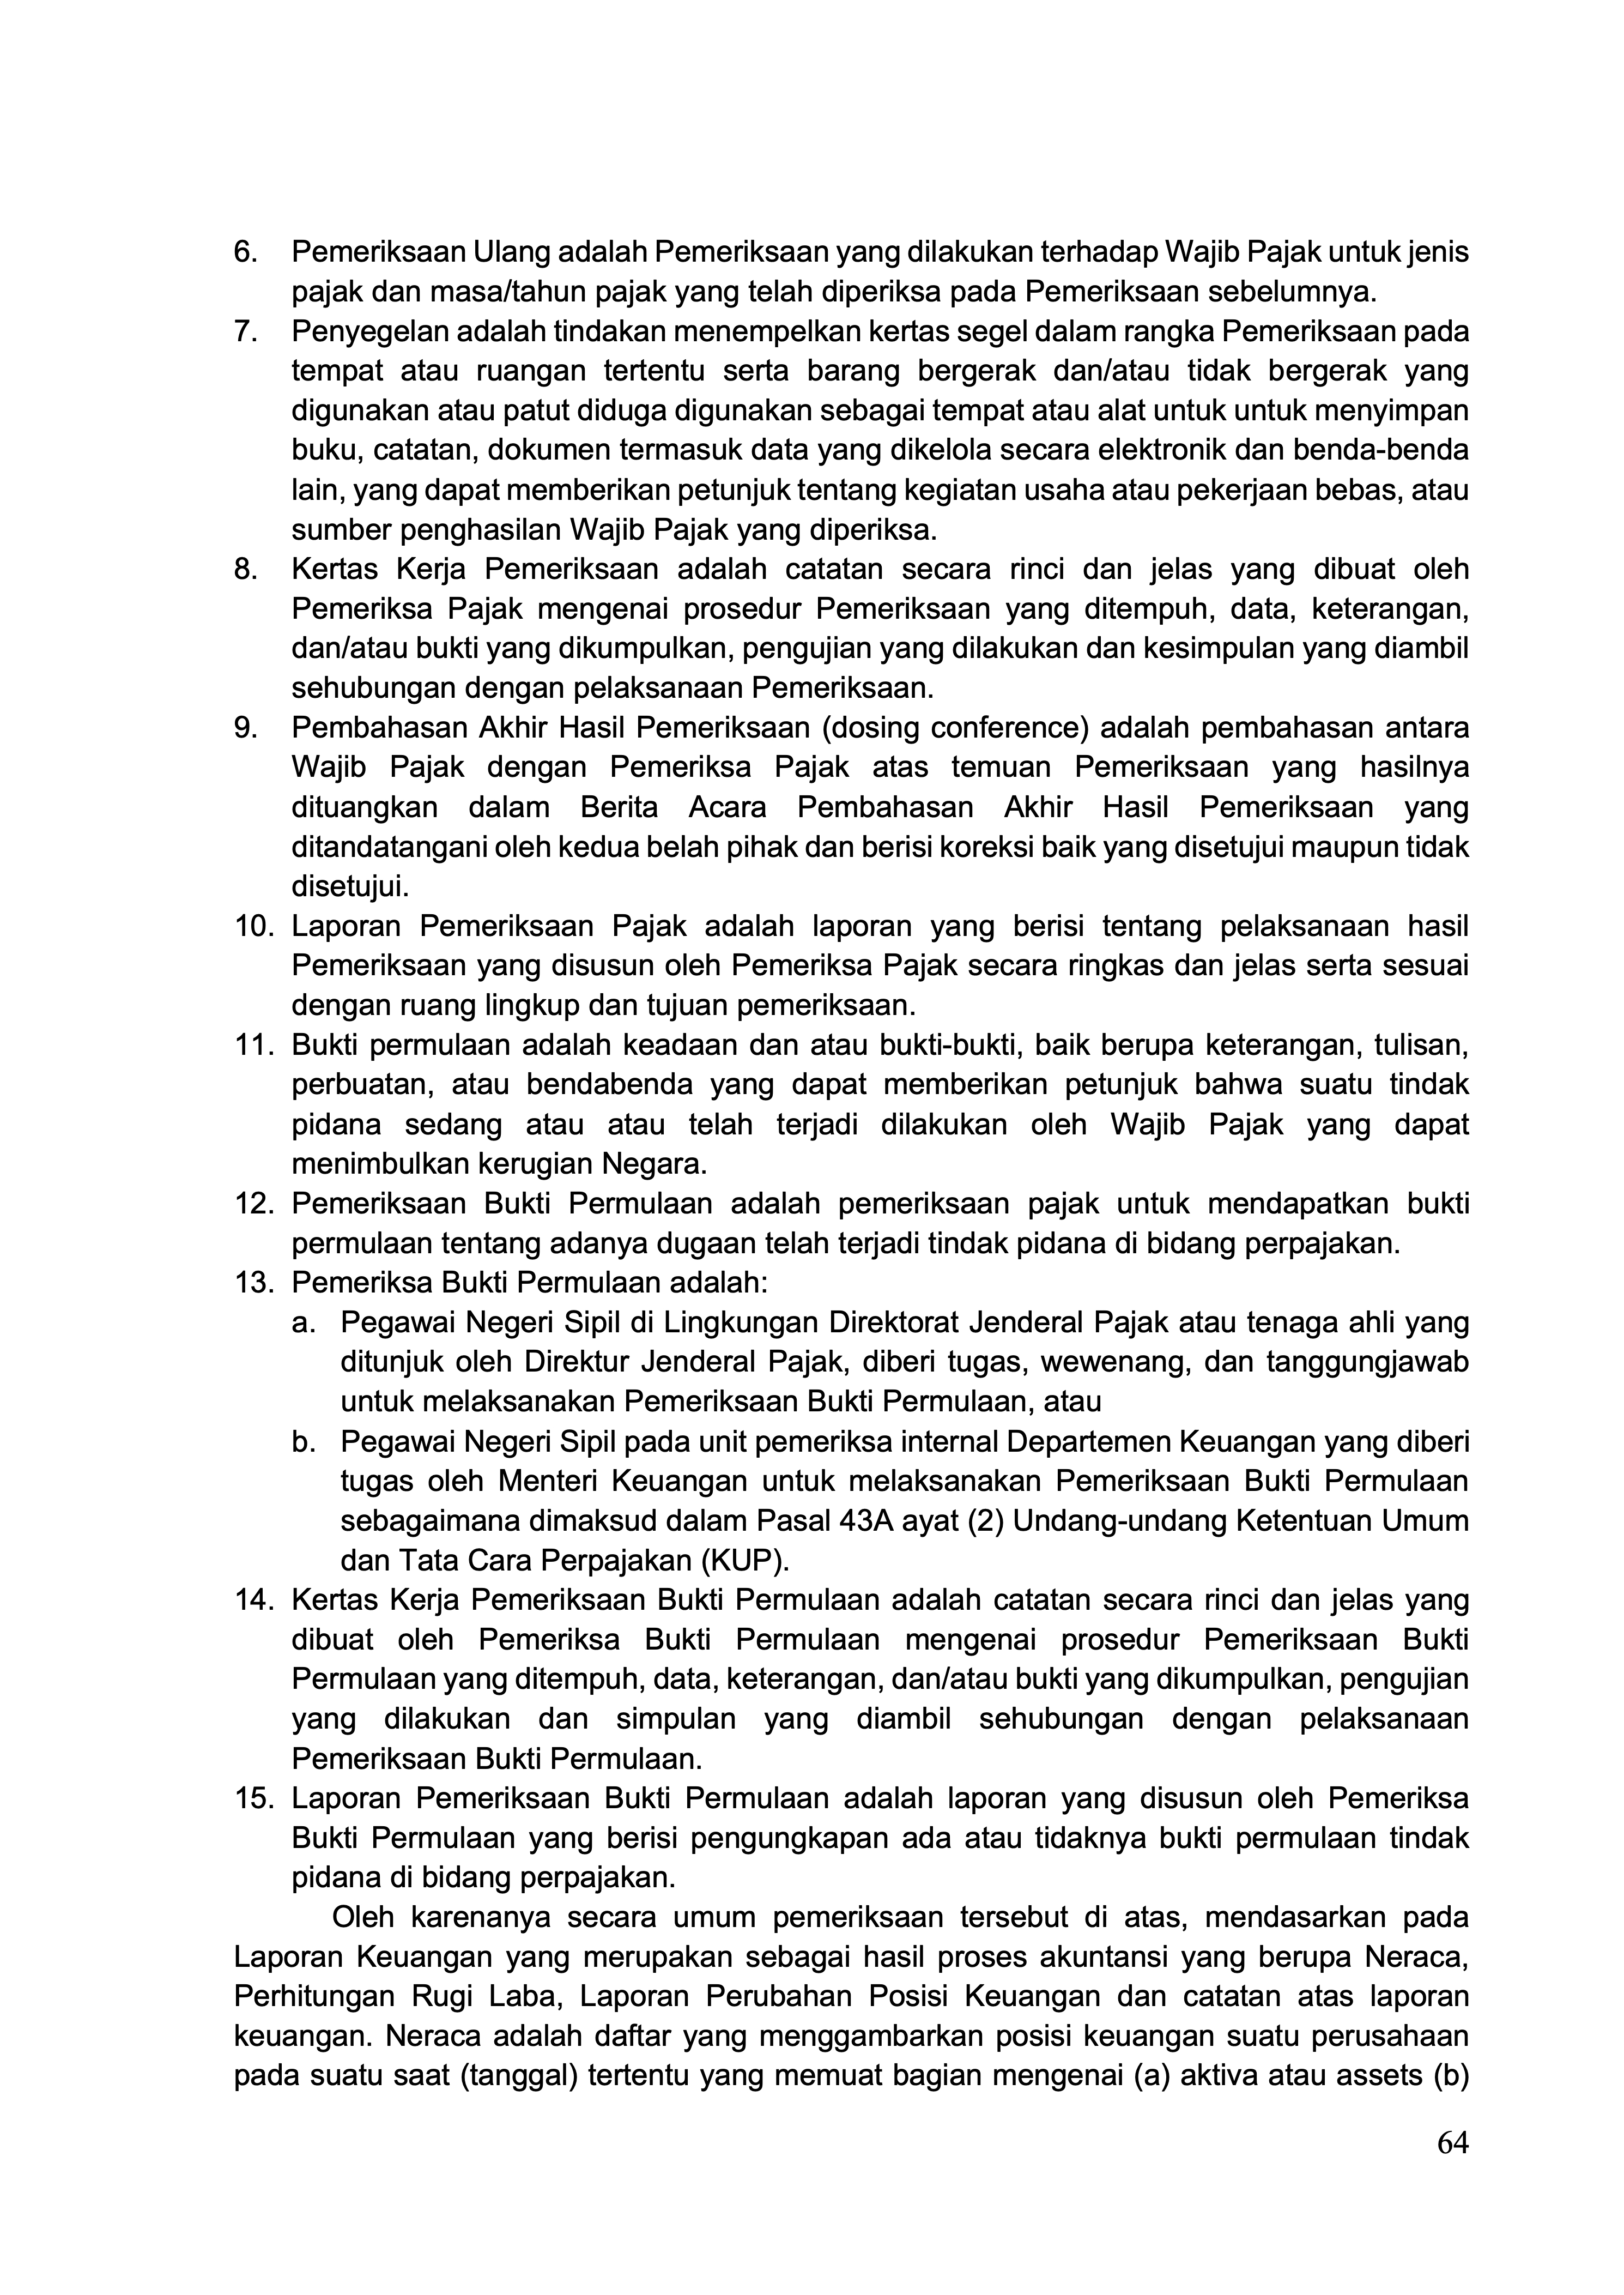 6. Pemeriksaan Ulang adalah Pemeriksaan yang dilakukan terhadap Wajib Pajak untuk jenis
pajak dan masa/tahun pajak yang telah diperiksa pada Pemeriksaan sebelumnya.
7. Penyegelan adalah tindakan menempelkan kertas segel dalam rangka Pemeriksaan pada
tempat atau ruangan tertentu serta barang bergerak dan/atau tidak bergerak yang
digunakan atau patut diduga digunakan sebagai tempat atau alat untuk untuk menyimpan
buku, catatan, dokumen termasuk data yang dikelola secara elektronik dan benda-benda
lain, yang dapat memberikan petunjuk tentang kegiatan usaha atau pekerjaan bebas, atau
sumber penghasilan Wajib Pajak yang diperiksa.
8. Kertas Kerja Pemeriksaan adalah catatan secara rinci dan jelas yang dibuat oleh
Pemeriksa Pajak mengenai prosedur Pemeriksaan yang ditempuh, data, keterangan,
dan/atau bukti yang dikumpulkan, pengujian yang dilakukan dan kesimpulan yang diambil
sehubungan dengan pelaksanaan Pemeriksaan.
9. Pembahasan Akhir Hasil Pemeriksaan (dosing conference) adalah pembahasan antara
Wajib Pajak dengan Pemeriksa Pajak atas temuan Pemeriksaan yang hasilnya
dituangkan dalam Berita Acara Pembahasan Akhir Hasil Pemeriksaan yang
ditandatangani oleh kedua belah pihak dan berisi koreksi baik yang disetujui maupun tidak
disetujui.
10. Laporan Pemeriksaan Pajak adalah laporan yang berisi tentang pelaksanaan hasil
Pemeriksaan yang disusun oleh Pemeriksa Pajak secara ringkas dan jelas serta sesuai
dengan ruang lingkup dan tujuan pemeriksaan.
11. Bukti permulaan adalah keadaan dan atau bukti-bukti, baik berupa keterangan, tulisan,
perbuatan, atau bendabenda yang dapat memberikan petunjuk bahwa suatu tindak
pidana sedang atau atau telah terjadi dilakukan oleh Wajib Pajak yang dapat
menimbulkan kerugian Negara.
12. Pemeriksaan Bukti Permulaan adalah pemeriksaan pajak untuk mendapatkan bukti
permulaan tentang adanya dugaan telah terjadi tindak pidana di bidang perpajakan.
13. Pemeriksa Bukti Permulaan adalah:
a. Pegawai Negeri Sipil di Lingkungan Direktorat Jenderal Pajak atau tenaga ahli yang
ditunjuk oleh Direktur Jenderal Pajak, diberi tugas, wewenang, dan tanggungjawab
untuk melaksanakan Pemeriksaan Bukti Permulaan, atau
b. Pegawai Negeri Sipil pada unit pemeriksa internal Departemen Keuangan yang diberi
tugas oleh Menteri Keuangan untuk melaksanakan Pemeriksaan Bukti Permulaan
sebagaimana dimaksud dalam Pasal 43A ayat (2) Undang-undang Ketentuan Umum
dan Tata Cara Perpajakan (KUP).
14. Kertas Kerja Pemeriksaan Bukti Permulaan adalah catatan secara rinci dan jelas yang
dibuat oleh Pemeriksa Bukti Permulaan mengenai prosedur Pemeriksaan Bukti
Permulaan yang ditempuh, data, keterangan, dan/atau bukti yang dikumpulkan, pengujian
yang dilakukan dan simpulan yang diambil sehubungan dengan pelaksanaan
Pemeriksaan Bukti Permulaan.
15. Laporan Pemeriksaan Bukti Permulaan adalah laporan yang disusun oleh Pemeriksa
Bukti Permulaan yang berisi pengungkapan ada atau tidaknya bukti permulaan tindak
pidana di bidang perpajakan.
Oleh karenanya secara umum pemeriksaan tersebut di atas, mendasarkan pada
Laporan Keuangan yang merupakan sebagai hasil proses akuntansi yang berupa Neraca,
Perhitungan Rugi Laba, Laporan Perubahan Posisi Keuangan dan catatan atas laporan
keuangan. Neraca adalah daftar yang menggambarkan posisi keuangan suatu perusahaan
pada suatu saat (tanggal) tertentu yang memuat bagian mengenai (a) aktiva atau assets (b)
64